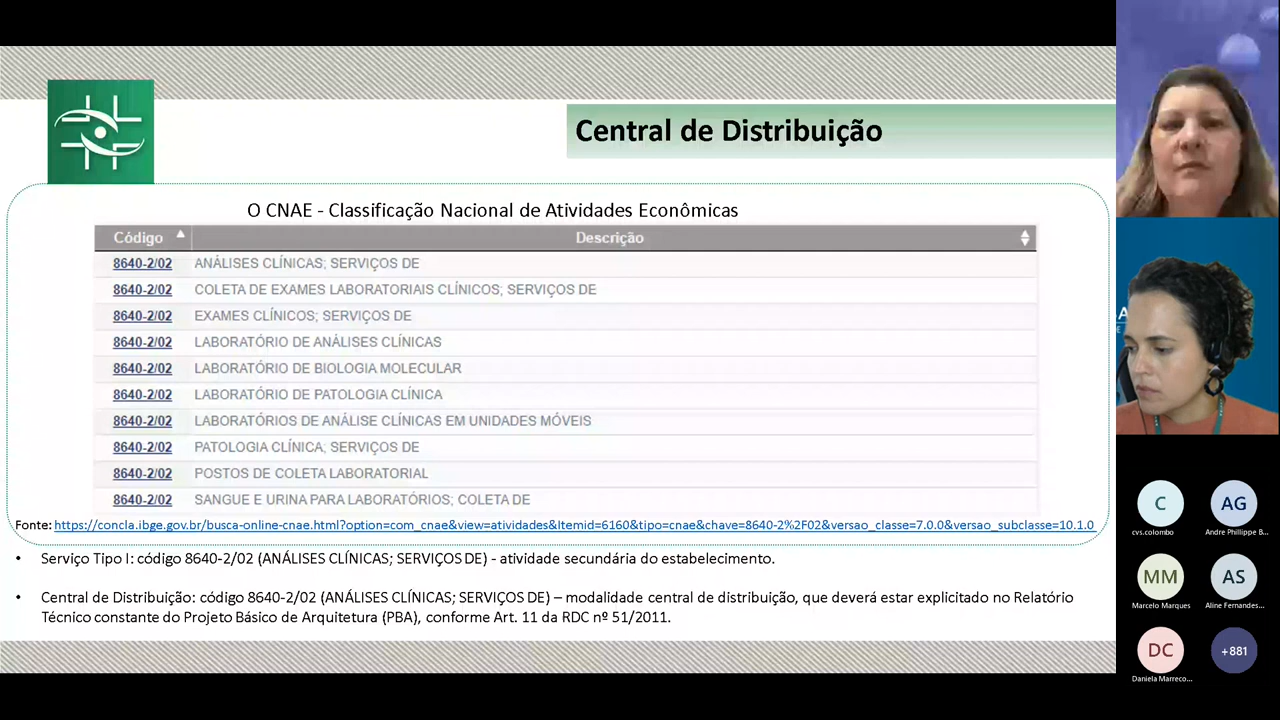 Central de Distribuição
O CNAE - Classificação Nacional de Atividades Econômicas
Código Descrição
8640-2/02 ANÁLISES CLÍNICAS; SERVIÇOS DE
8640-2/02 COLETA DE EXAMES LABORATORIAIS CLÍNICOS; SERVIÇOS DE
8640-2/02 EXAMES CLÍNICOS; SERVIÇOS DE
8640-2/02 LABORATÓRIO DE ANÁLISES CLÍNICAS
8640-2/02 LABORATÓRIO DE BIOLOGIA MOLECULAR
8640-2/02 LABORATÓRIO DE PATOLOGIA CLÍNICA
8640-2/02 LABORATÓRIOS DE ANÁLISE CLÍNICAS EM UNIDADES MÓVEIS
8640-2/02 PATOLOGIA CLÍNICA; SERVIÇOS DE
8640-2/02 POSTOS DE COLETA LABORATORIAL
8640-2/02 SANGUE E URINA PARA LABORATÓRIOS; COLETA DE
Fonte: https://concla.ibge.gov.br/busca-online-cnae.html?option=com_cnae&view=atividades&Itemid=6160&tipo=cnae&chave=8640-2%2F02&versao_classe=7.0.0&versao_subclasse=10.1.0
• Serviço Tipo I: código 8640-2/02 (ANÁLISES CLÍNICAS; SERVIÇOS DE) - atividade secundária do estabelecimento.
• Central de Distribuição: código 8640-2/02 (ANÁLISES CLÍNICAS; SERVIÇOS DE) – modalidade central de distribuição, que deverá estar explicitado no Relatório
Técnico constante do Projeto Básico de Arquitetura (PBA), conforme Art. 11 da RDC nº 51/2011.
C AG
cvs.colombo Andre Phillippe B...
MM AS
Marcelo Marques Aline Fernandes...
DC +881
Daniela Marreco...